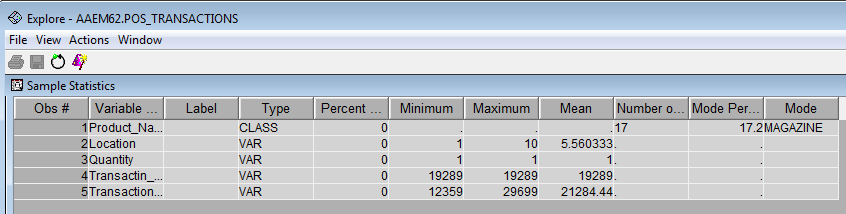 Explore - AAEM62.POS_TRANSACTIONS
File View Actions Window
Sample Statistics
Obs # Variable ... Label Type Percent ... Minimum Maximum Mean Number o... Mode Per... Mode
1 Product_Na... CLASS 0 . . . 17 17.2 MAGAZINE
2 Location VAR 0 1 10 5.560333 .
3 Quantity VAR 0 1 1 1 .
4 Transactin_... VAR 0 19289 19289 19289 .
5 Transaction... VAR 0 12359 29699 21284.44 .